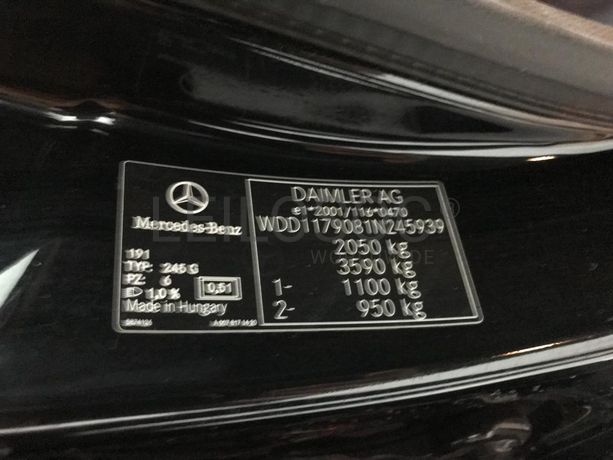 Mercedes-Benz
191
TYP: 245 G
PZ: 6
1,0 %
0,51
Made in Hungary
DAIMLER AG
e1*2001/116*0470
WDD1179081N245939
2050 kg
3590 kg
1- 1100 kg
2- 950 kg